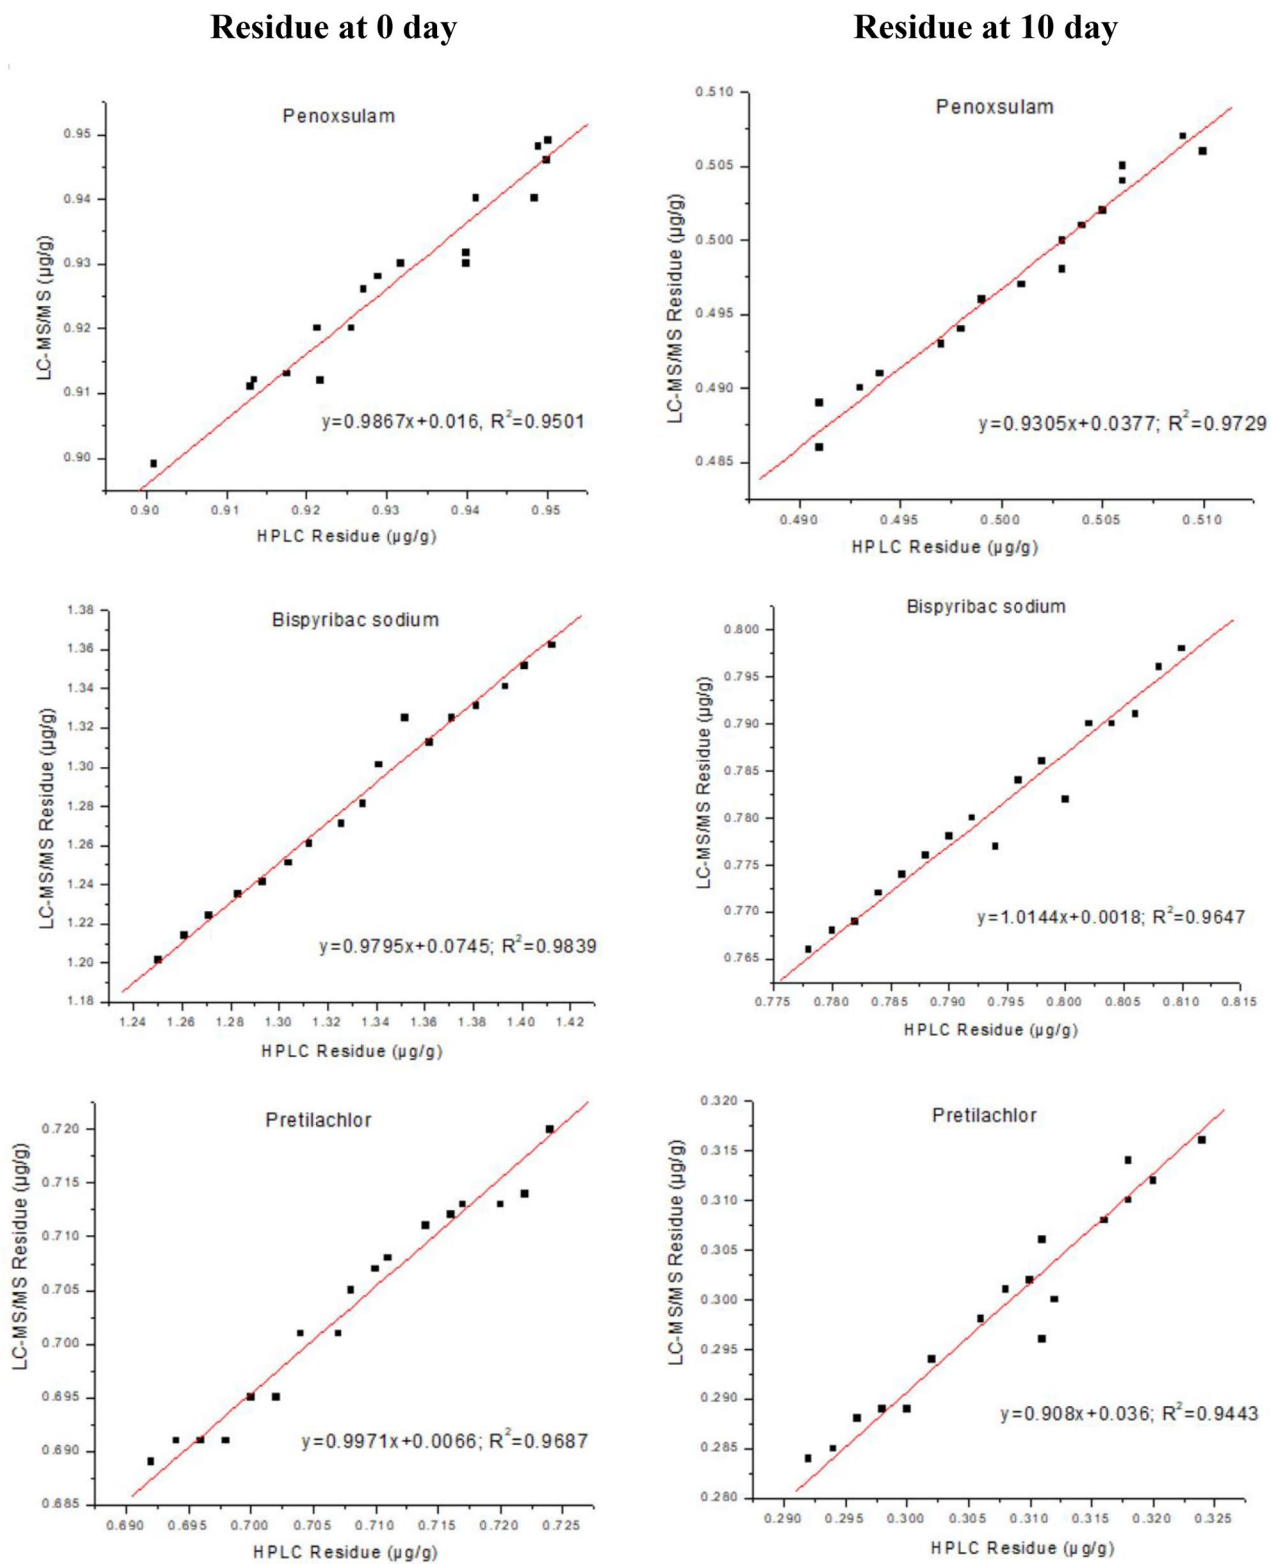 Residue at 0 day
Residue at 10 day
Penoxsulam
0.95
0.94
0.93
0.92
0.91
0.90
LC-MS/MS (µg/g)
y=0.9867x+0.016, R²=0.9501
0.90 0.91 0.92 0.93 0.94 0.95
HPLC Residue (µg/g)
Penoxsulam
0.510
0.505
0.500
0.495
0.490
0.485
LC-MS/MS Residue (µg/g)
y=0.9305x+0.0377; R²=0.9729
0.490 0.495 0.500 0.505 0.510
HPLC Residue (µg/g)
Bispyribac sodium
1.38
1.36
1.34
1.32
1.30
1.28
1.26
1.24
1.22
1.20
1.18
LC-MS/MS Residue (µg/g)
y=0.9795x+0.0745; R²=0.9839
1.24 1.26 1.28 1.30 1.32 1.34 1.36 1.38 1.40 1.42
HPLC Residue (µg/g)
Bispyribac sodium
0.800
0.795
0.790
0.785
0.780
0.775
0.770
0.765
LC-MS/MS Residue (µg/g)
y=1.0144x+0.0018; R²=0.9647
0.775 0.780 0.785 0.790 0.795 0.800 0.805 0.810 0.815
HPLC Residue (µg/g)
Pretilachlor
0.720
0.715
0.710
0.705
0.700
0.695
0.690
0.685
LC-MS/MS Residue (µg/g)
y=0.9971x+0.0066; R²=0.9687
0.690 0.695 0.700 0.705 0.710 0.715 0.720 0.725
HPLC Residue (µg/g)
Pretilachlor
0.320
0.315
0.310
0.305
0.300
0.295
0.290
0.285
0.280
LC-MS/MS Residue (µg/g)
y=0.908x+0.036; R²=0.9443
0.290 0.295 0.300 0.305 0.310 0.315 0.320 0.325
HPLC Residue (µg/g)